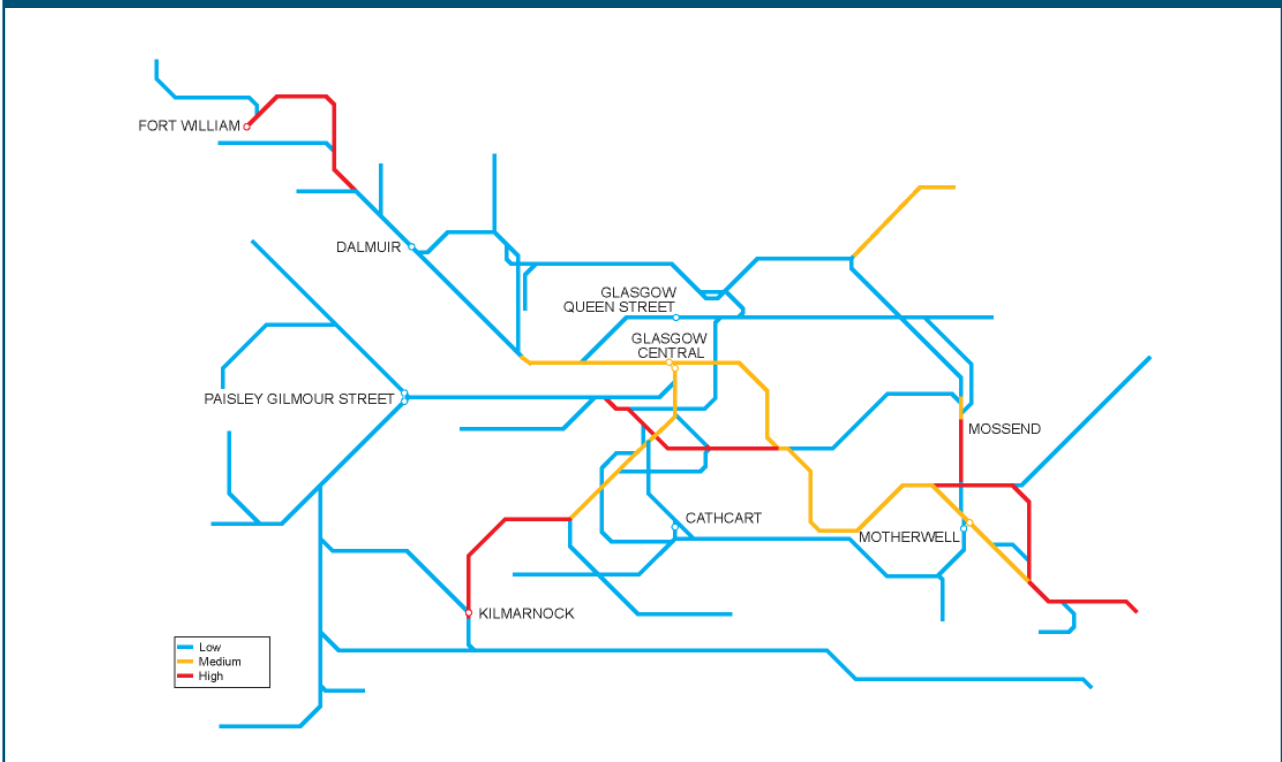 FORT WILLIAM
DALMUIR
GLASGOW
QUEEN STREET
GLASGOW
CENTRAL
PAISLEY GILMOUR STREET
MOSSEND
CATHCART
MOTHERWELL
KILMARNOCK
Low
Medium
High